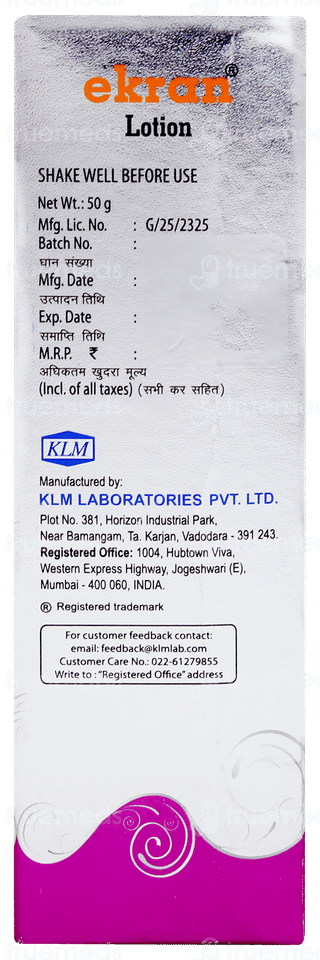 ekran®
Lotion
SHAKE WELL BEFORE USE
Net Wt.: 50 g
Mfg. Lic. No. : G/25/2325
Batch No. :
घान संख्या
Mfg. Date :
उत्पादन तिथि
Exp. Date :
समाप्ति तिथि
M.R.P. ₹ :
अधिकतम खुदरा मूल्य
(Incl. of all taxes) (सभी कर सहित)
KLM
Manufactured by:
KLM LABORATORIES PVT. LTD.
Plot No. 381, Horizon Industrial Park,
Near Bamangam, Ta. Karjan, Vadodara - 391 243.
Registered Office: 1004, Hubtown Viva,
Western Express Highway, Jogeshwari (E),
Mumbai - 400 060, INDIA.
® Registered trademark
For customer feedback contact:
email: feedback@klmlab.com
Customer Care No.: 022-61279855
Write to : "Registered Office" address
truemeds